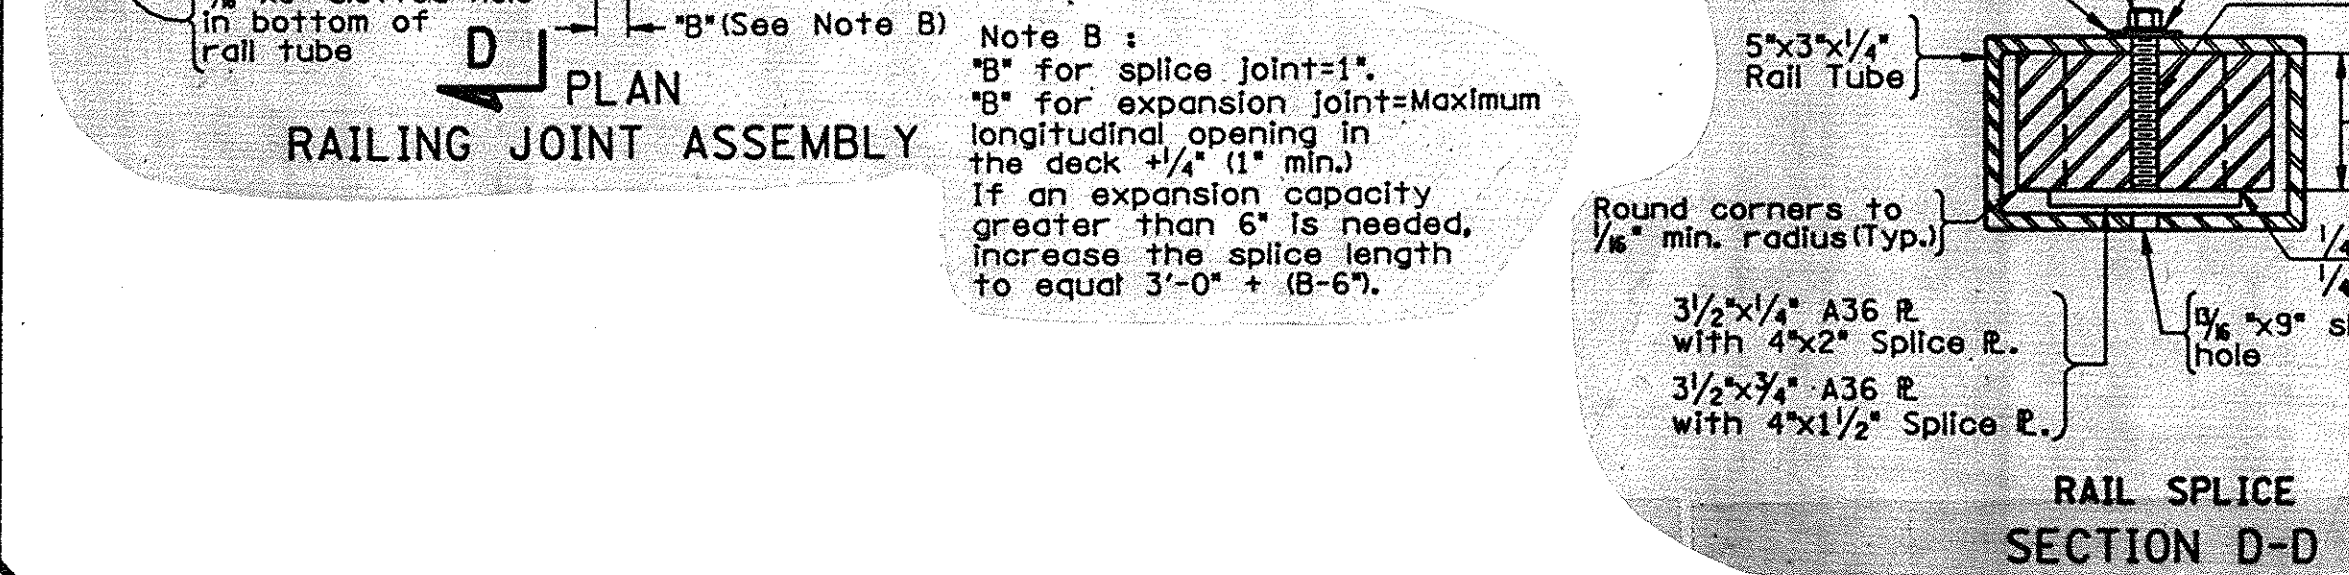 in bottom of
rail tube
D
"B"(See Note B)
PLAN
RAILING JOINT ASSEMBLY
Note B :
"B" for splice joint=1".
"B" for expansion joint=Maximum
longitudinal opening in
the deck +1/4" (1" min.)
If an expansion capacity
greater than 6" is needed,
increase the splice length
to equal 3'-0" + (B-6").
5"x3"x1/4"
Rail Tube
Round corners to
1/16" min. radius(Typ.)
3 1/2"x1/4" A36 ℞
with 4"x2" Splice ℞.
3 1/2"x3/4" A36 ℞
with 4"x1 1/2" Splice ℞.
1/4
1/4
13/16 "x9"
hole
RAIL SPLICE
SECTION D-D